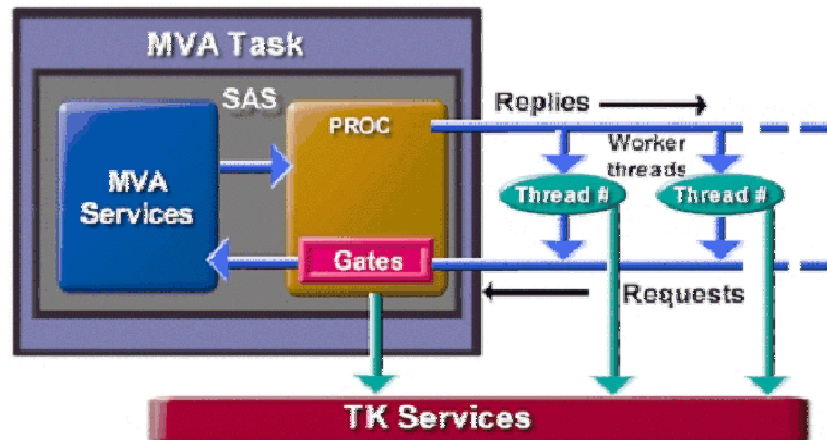 MVA Task
SAS
PROC
MVA
Services
Gates
Replies
Worker
threads
Thread #
Thread #
Requests
TK Services